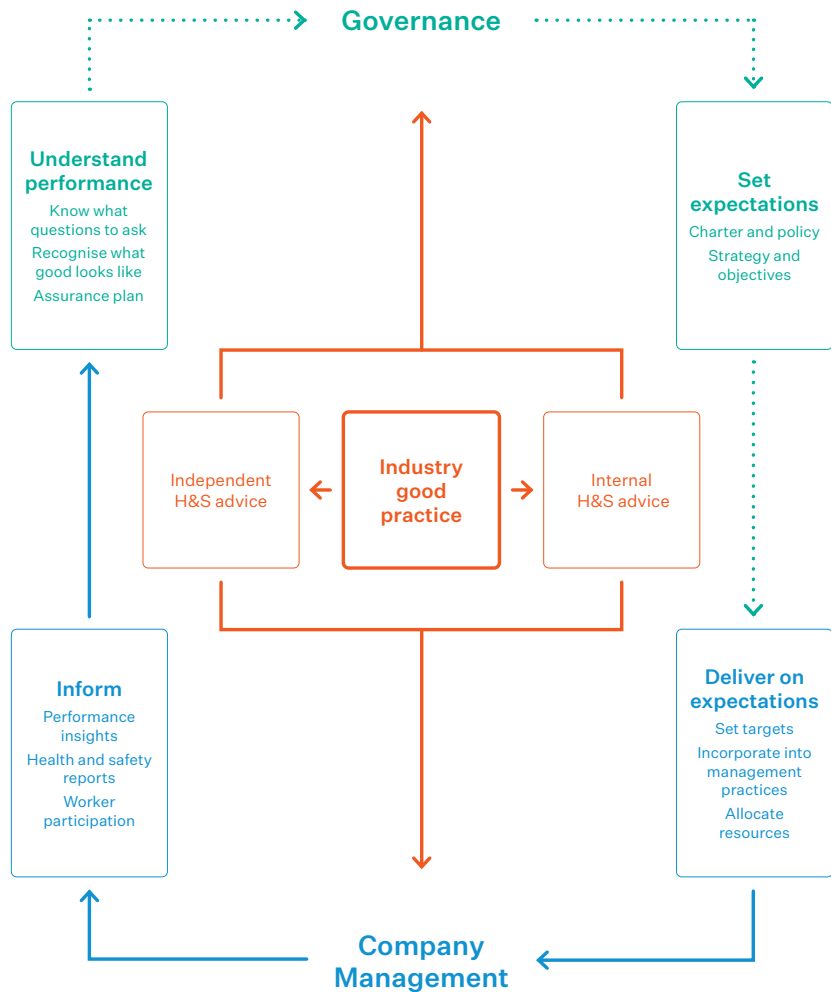 Governance
Understand
performance
Know what
questions to ask
Recognise what
good looks like
Assurance plan
Set
expectations
Charter and policy
Strategy and
objectives
Independent
H&S advice
Industry
good
practice
Internal
H&S advice
Inform
Performance
insights
Health and safety
reports
Worker
participation
Deliver on
expectations
Set targets
Incorporate into
management
practices
Allocate
resources
Company
Management